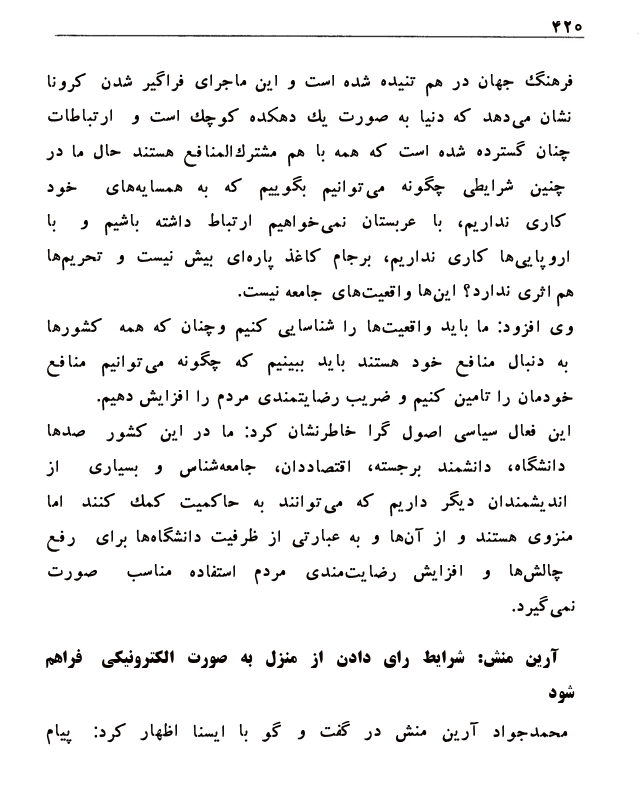 ۴۲۰
فرهنگ جهان در هم تنیده شده است و این ماجرای فراگیر شدن کرونا
نشان می‌دهد که دنیا به صورت یك دهکده کوچك است و ارتباطات
چنان گسترده شده است که همه با هم مشترك‌المنافع هستند حال ما در
چنین شرایطی چگونه می‌توانیم بگوییم که به همسایه‌های خود
کاری نداریم، با عربستان نمی‌خواهیم ارتباط داشته باشیم و با
اروپایی‌ها کاری نداریم، برجام کاغذ پاره‌ای بیش نیست و تحریم‌ها
هم اثری ندارد؟ این‌ها واقعیت‌های جامعه نیست.
وی افزود: ما باید واقعیت‌ها را شناسایی کنیم وچنان که همه کشورها
به دنبال منافع خود هستند باید ببینیم که چگونه می‌توانیم منافع
خودمان را تامین کنیم و ضریب رضایتمندی مردم را افزایش دهیم.
این فعال سیاسی اصول گرا خاطرنشان کرد: ما در این کشور صدها
دانشگاه، دانشمند برجسته، اقتصاددان، جامعه‌شناس و بسیاری از
اندیشمندان دیگر داریم که می‌توانند به حاکمیت کمك کنند اما
منزوی هستند و از آن‌ها و به عبارتی از ظرفیت دانشگاه‌ها برای رفع
چالش‌ها و افزایش رضایت‌مندی مردم استفاده مناسب صورت
نمی‌گیرد.
آرین منش: شرایط رای دادن از منزل به صورت الکترونیکی فراهم
شود
محمدجواد آرین منش در گفت و گو با ایسنا اظهار کرد: پیام